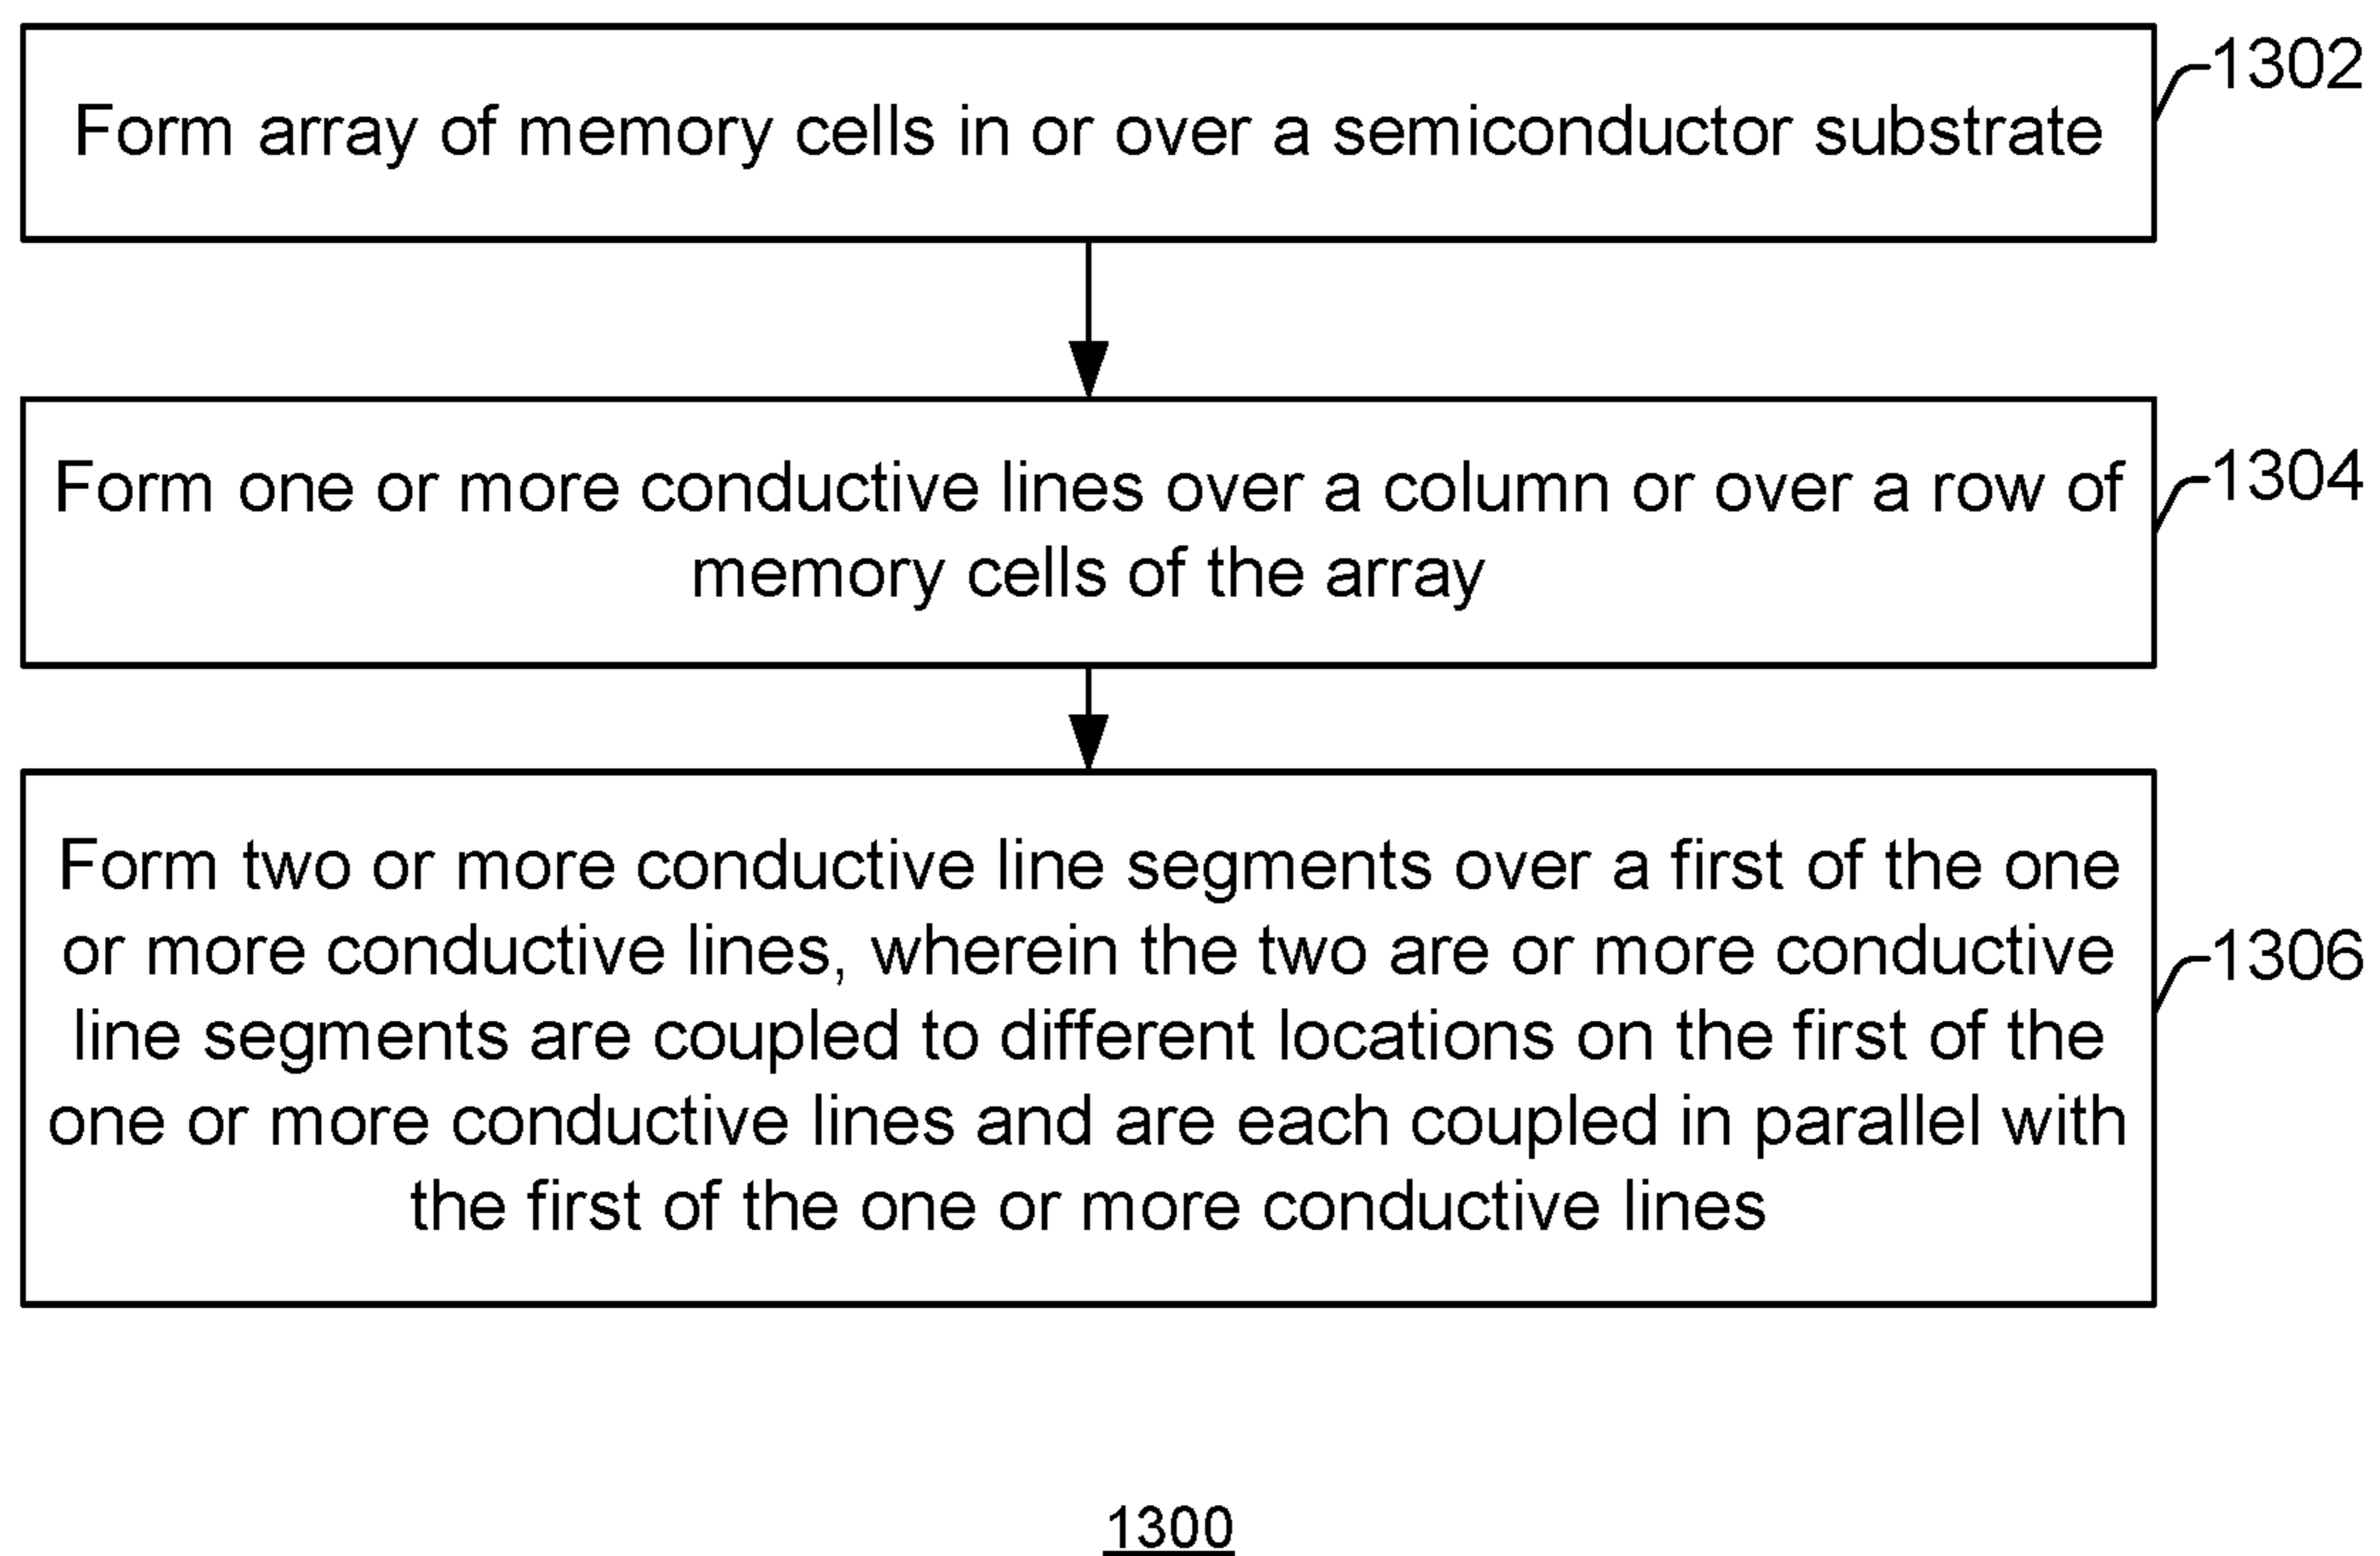 Form array of memory cells in or over a semiconductor substrate
1302
Form one or more conductive lines over a column or over a row of
memory cells of the array
1304
Form two or more conductive line segments over a first of the one
or more conductive lines, wherein the two are or more conductive
line segments are coupled to different locations on the first of the
one or more conductive lines and are each coupled in parallel with
the first of the one or more conductive lines
1306
1300